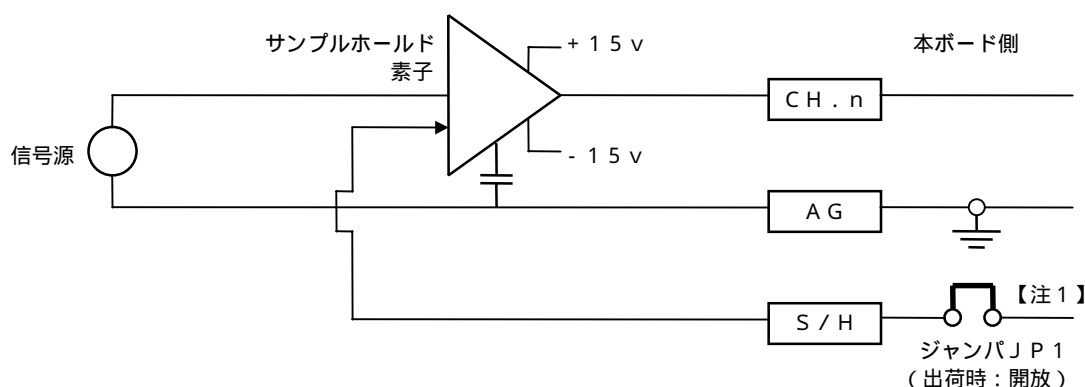 サンプルホールド
素子
+15v
本ボード側
CH.n
信号源
-15v
AG
【注1】
S/H
ジャンパJP1
(出荷時:開放)